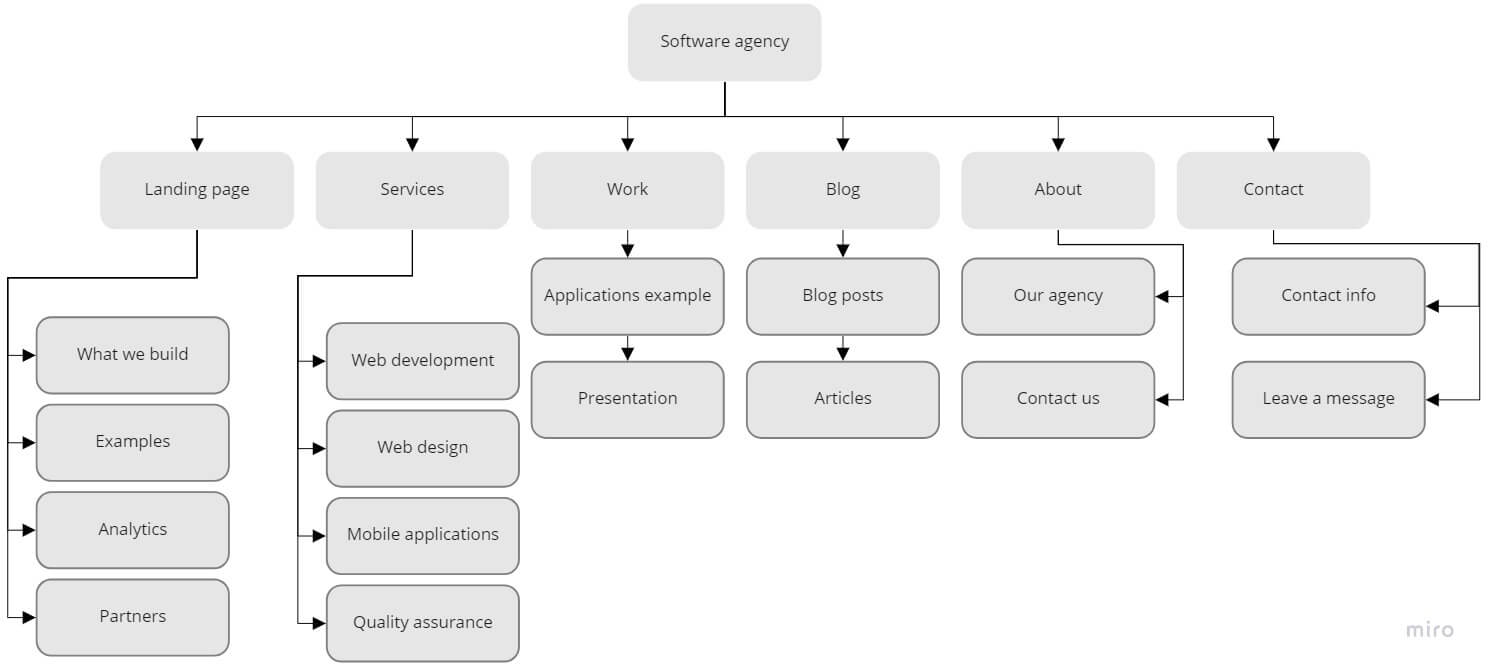 Software agency
Landing page
Services
Work
Blog
About
Contact
What we build
Examples
Analytics
Partners
Web development
Web design
Mobile applications
Quality assurance
Applications example
Presentation
Blog posts
Articles
Our agency
Contact us
Contact info
Leave a message
miro